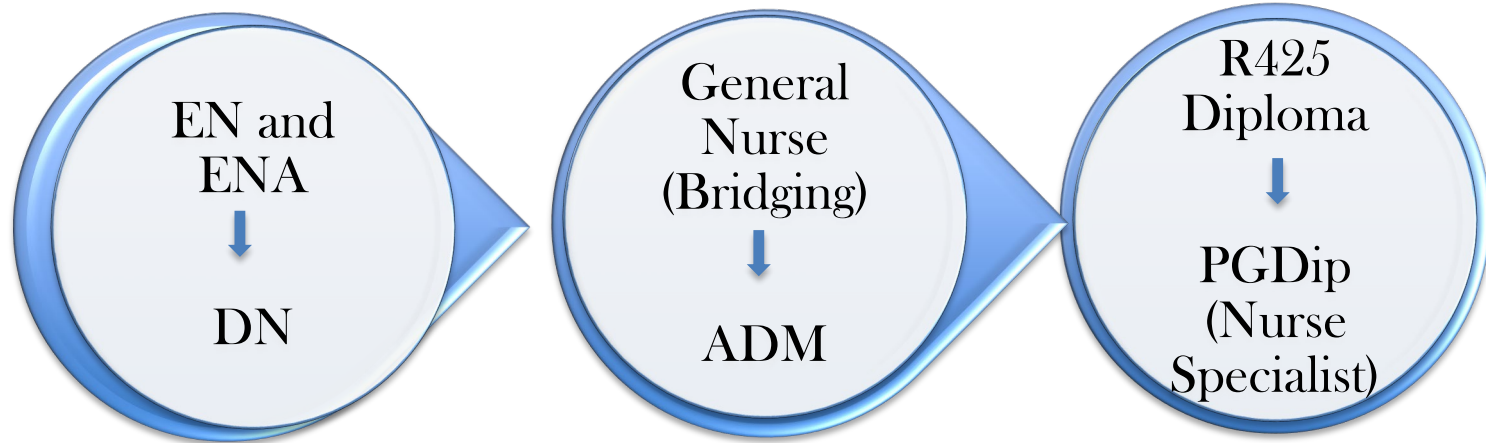 EN and
ENA
DN
General
Nurse
(Bridging)
ADM
R425
Diploma
PGDip
(Nurse
Specialist)